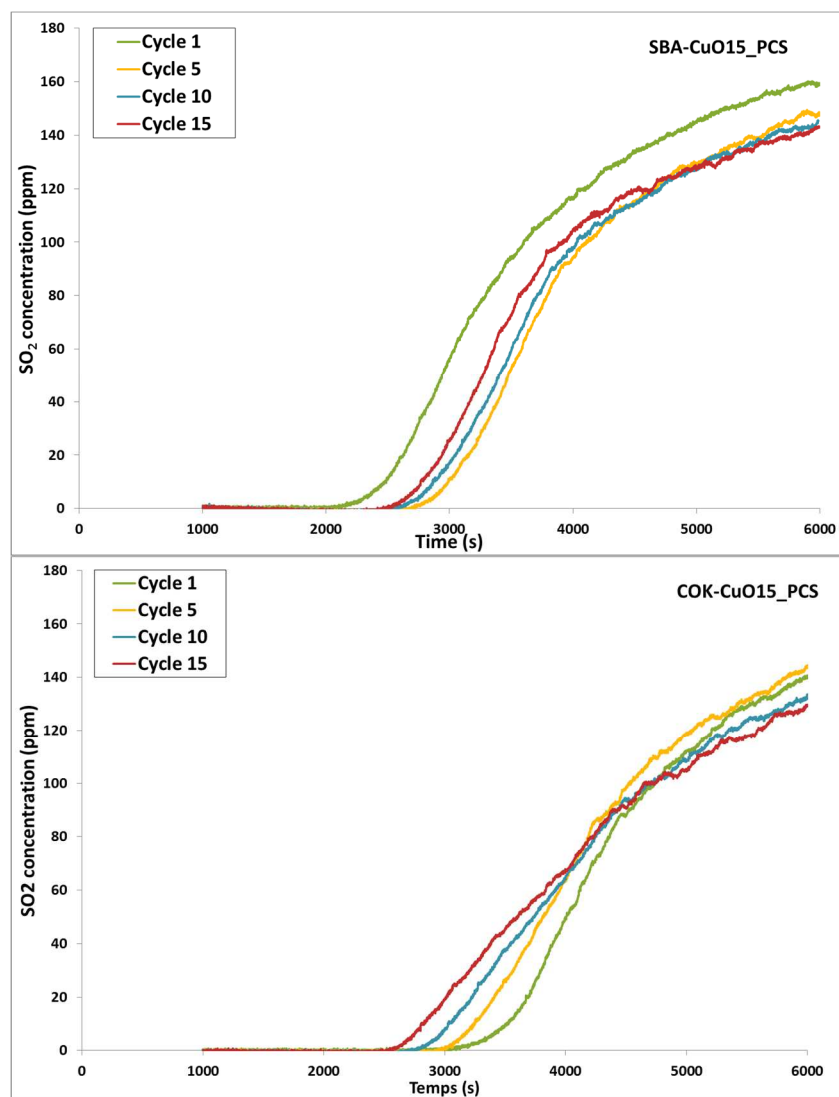 SBA-CuO15_PCS
Cycle 1
Cycle 5
Cycle 10
Cycle 15
SO₂ concentration (ppm)
180
160
140
120
100
80
60
40
20
0
0 1000 2000 3000 4000 5000 6000
Time (s)
COK-CuO15_PCS
Cycle 1
Cycle 5
Cycle 10
Cycle 15
SO2 concentration (ppm)
180
160
140
120
100
80
60
40
20
0
0 1000 2000 3000 4000 5000 6000
Temps (s)